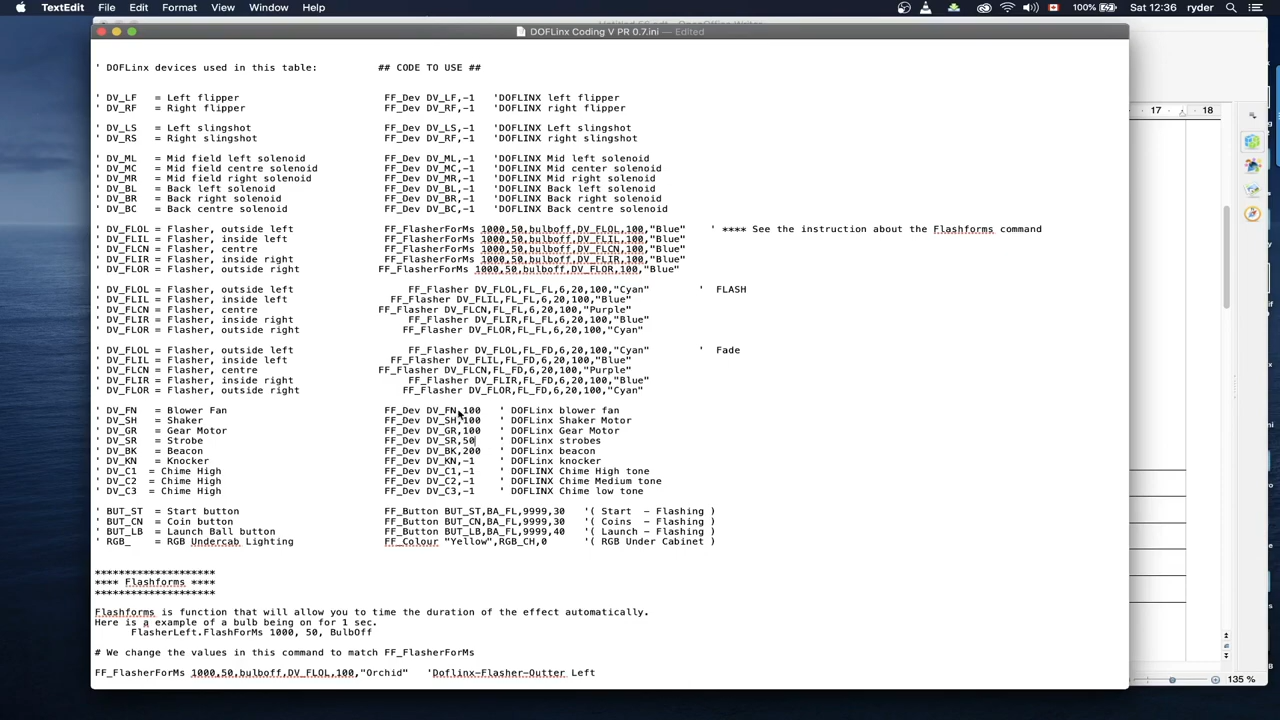 TextEdit File Edit Format View Window Help 100% Sat 12:36 ryder
DOFLinx Coding V PR 0.7.ini — Edited
' DOFLinx devices used in this table: ## CODE TO USE ##
' DV_LF = Left flipper FF_Dev DV_LF,-1 'DOFLINX left flipper
' DV_RF = Right flipper FF_Dev DV_RF,-1 'DOFLINX right flipper
' DV_LS = Left slingshot FF_Dev DV_LS,-1 'DOFLINX Left slingshot
' DV_RS = Right slingshot FF_Dev DV_RF,-1 'DOFLINX right slingshot
' DV_ML = Mid field left solenoid FF_Dev DV_ML,-1 'DOFLINX Mid left solenoid
' DV_MC = Mid field centre solenoid FF_Dev DV_MC,-1 'DOFLINX Mid center solenoid
' DV_MR = Mid field right solenoid FF_Dev DV_MR,-1 'DOFLINX Mid right solenoid
' DV_BL = Back left solenoid FF_Dev DV_BL,-1 'DOFLINX Back left solenoid
' DV_BR = Back right solenoid FF_Dev DV_BR,-1 'DOFLINX Back right solenoid
' DV_BC = Back centre solenoid FF_Dev DV_BC,-1 'DOFLINX Back centre solenoid
' DV_FLOL = Flasher, outside left FF_FlasherForMs 1000,50,bulboff,DV_FLOL,100,"Blue" ' **** See the instruction about the Flashforms command
' DV_FLIL = Flasher, inside left FF_FlasherForMs 1000,50,bulboff,DV_FLIL,100,"Blue"
' DV_FLCN = Flasher, centre FF_FlasherForMs 1000,50,bulboff,DV_FLCN,100,"Blue"
' DV_FLIR = Flasher, inside right FF_FlasherForMs 1000,50,bulboff,DV_FLIR,100,"Blue"
' DV_FLOR = Flasher, outside right FF_FlasherForMs 1000,50,bulboff,DV_FLOR,100,"Blue"
' DV_FLOL = Flasher, outside left FF_Flasher DV_FLOL,FL_FL,6,20,100,"Cyan" ' FLASH
' DV_FLIL = Flasher, inside left FF_Flasher DV_FLIL,FL_FL,6,20,100,"Blue"
' DV_FLCN = Flasher, centre FF_Flasher DV_FLCN,FL_FL,6,20,100,"Purple"
' DV_FLIR = Flasher, inside right FF_Flasher DV_FLIR,FL_FL,6,20,100,"Blue"
' DV_FLOR = Flasher, outside right FF_Flasher DV_FLOR,FL_FL,6,20,100,"Cyan"
' DV_FLOL = Flasher, outside left FF_Flasher DV_FLOL,FL_FD,6,20,100,"Cyan" ' Fade
' DV_FLIL = Flasher, inside left FF_Flasher DV_FLIL,FL_FD,6,20,100,"Blue"
' DV_FLCN = Flasher, centre FF_Flasher DV_FLCN,FL_FD,6,20,100,"Purple"
' DV_FLIR = Flasher, inside right FF_Flasher DV_FLIR,FL_FD,6,20,100,"Blue"
' DV_FLOR = Flasher, outside right FF_Flasher DV_FLOR,FL_FD,6,20,100,"Cyan"
' DV_FN = Blower Fan FF_Dev DV_FN,100 ' DOFLinx blower fan
' DV_SH = Shaker FF_Dev DV_SH,100 ' DOFLinx Shaker Motor
' DV_GR = Gear Motor FF_Dev DV_GR,100 ' DOFLinx Gear Motor
' DV_SR = Strobe FF_Dev DV_SR,50 ' DOFLinx strobes
' DV_BK = Beacon FF_Dev DV_BK,200 ' DOFLinx beacon
' DV_KN = Knocker FF_Dev DV_KN,-1 ' DOFLINX knocker
' DV_C1 = Chime High FF_Dev DV_C1,-1 ' DOFLINX Chime High tone
' DV_C2 = Chime High FF_Dev DV_C2,-1 ' DOFLINX Chime Medium tone
' DV_C3 = Chime High FF_Dev DV_C3,-1 ' DOFLINX Chime low tone
' BUT_ST = Start button FF_Button BUT_ST,BA_FL,9999,30 '( Start - Flashing )
' BUT_CN = Coin button FF_Button BUT_CN,BA_FL,9999,30 '( Coins - Flashing )
' BUT_LB = Launch Ball button FF_Button BUT_LB,BA_FL,9999,40 '( Launch - Flashing )
' RGB_ = RGB Undercab Lighting FF_Colour "Yellow",RGB_CH,0 '( RGB Under Cabinet )
********************
**** Flashforms ****
********************
Flashforms is function that will allow you to time the duration of the effect automatically.
Here is a example of a bulb being on for 1 sec.
FlasherLeft.FlashForMs 1000, 50, BulbOff
# We change the values in this command to match FF_FlasherForMs
FF_FlasherForMs 1000,50,bulboff,DV_FLOL,100,"Orchid" 'Doflinx-Flasher-Outter Left
17 18
135 %